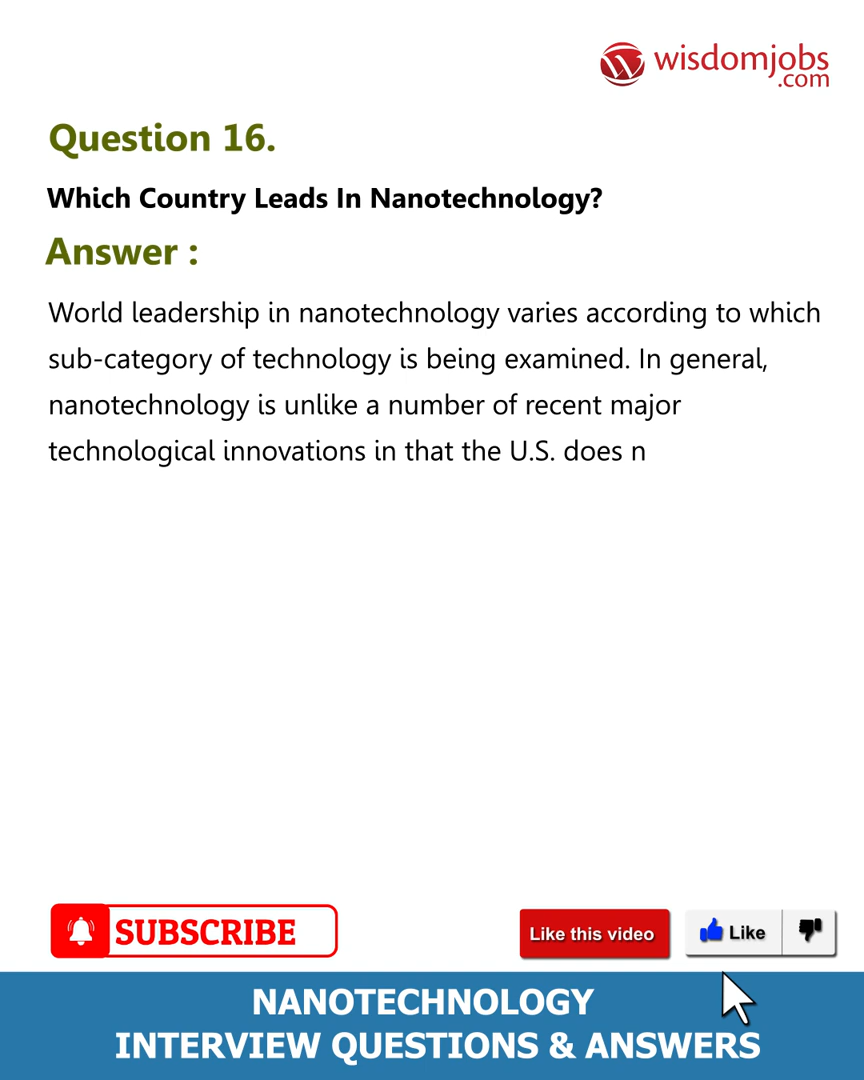 wisdomjobs
.com
Question 16.
Which Country Leads In Nanotechnology?
Answer :
World leadership in nanotechnology varies according to which
sub-category of technology is being examined. In general,
nanotechnology is unlike a number of recent major
technological innovations in that the U.S. does n
SUBSCRIBE
Like this video
Like
NANOTECHNOLOGY
INTERVIEW QUESTIONS & ANSWERS